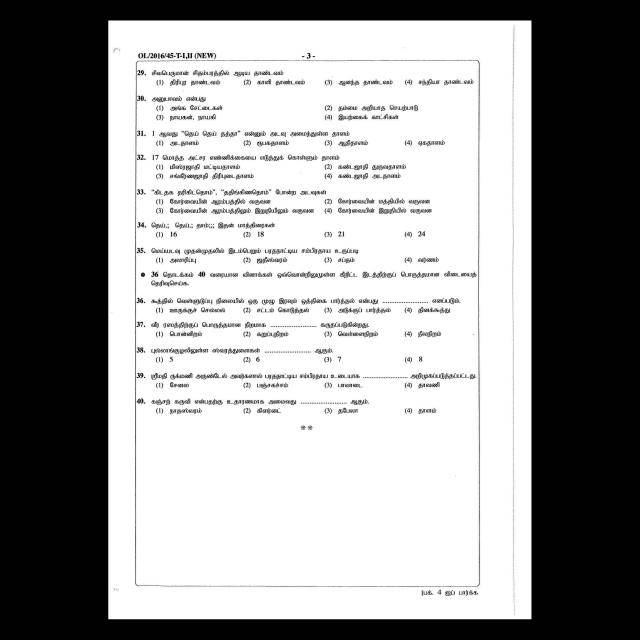 OL/2016/45-T-I,II (NEW) - 3 -
29. சிவபெருமான் சிதம்பரத்தில் ஆடிய தாண்டவம்
(1) திரிபுர தாண்டவம் (2) காளி தாண்டவம் (3) ஆனந்த தாண்டவம் (4) சந்தியா தாண்டவம்
30. அனுபாவம் என்பது
(1) அங்க சேட்டைகள் (2) தம்மை அறியாத செயற்பாடு
(3) நாயகன், நாயகி (4) இயற்கைக் காட்சிகள்
31. 1 ஆவது "தெய் தெய் தத்தா" என்னும் அடவு அமைந்துள்ள தாளம்
(1) அடதாளம் (2) ரூபகதாளம் (3) ஆதிதாளம் (4) ஏகதாளம்
32. 17 மொத்த அட்சர எண்ணிக்கையை எடுத்துக் கொள்ளும் தாளம்
(1) மிஸ்ரஜாதி மட்டியதாளம் (2) கண்டஜாதி துருவதாளம்
(3) சங்கீர்ணஜாதி திரிபுடைதாளம் (4) கண்டஜாதி அடதாளம்
33. "கிடதக தரிகிடதொம்", "ததிங்கிணதொம்" போன்ற அடவுகள்
(1) கோர்வையின் ஆரம்பத்தில் வருவன (2) கோர்வையின் மத்தியில் வருவன
(3) கோர்வையின் ஆரம்பத்திலும் இறுதியிலும் வருவன (4) கோர்வையின் இறுதியில் வருவன
34. தெய்;; தெய்;; தாம்;;; இதன் மாத்திரைகள்
(1) 16 (2) 18 (3) 21 (4) 24
35. மெய்யடவு முதன்முதலில் இடம்பெறும் பரதநாட்டிய சம்பிரதாய உருப்படி
(1) அலாரிப்பு (2) ஜதீஸ்வரம் (3) சப்தம் (4) வர்ணம்
● 36 தொடக்கம் 40 வரையான வினாக்கள் ஒவ்வொன்றிலுமுள்ள கீறிட்ட இடத்திற்குப் பொருத்தமான விடையைத்
தெரிவுசெய்க.
36. கூத்தில் வெள்ளுடுப்பு நிலையில் ஒரு முழு இரவும் ஒத்திகை பார்த்தல் என்பது ........................ எனப்படும்.
(1) ஊருக்குச் செல்லல் (2) சட்டம் கொடுத்தல் (3) அடுக்குப் பார்த்தல் (4) தினக்கூத்து
37. வீர ரஸத்திற்குப் பொருத்தமான நிறமாக ........................ கருதப்படுகின்றது.
(1) பொன்னிறம் (2) கறுப்புநிறம் (3) வெள்ளைநிறம் (4) நீலநிறம்
38. புல்லாங்குழலிலுள்ள ஸ்வரத்துளைகள் ........................ ஆகும்.
(1) 5 (2) 6 (3) 7 (4) 8
39. ஸ்ரீமதி ருக்மணி அருண்டேல் அவர்களால் பரதநாட்டிய சம்பிரதாய உடையாக ........................ அறிமுகப்படுத்தப்பட்டது.
(1) சேலை (2) பஞ்சகச்சம் (3) பாவாடை (4) தாவணி
40. கஞ்சற் கருவி என்பதற்கு உதாரணமாக அமைவது ........................ ஆகும்.
(1) நாதஸ்வரம் (2) கிளர்னட் (3) தபேலா (4) தாளம்
**
[பக். 4 ஐப் பார்க்க